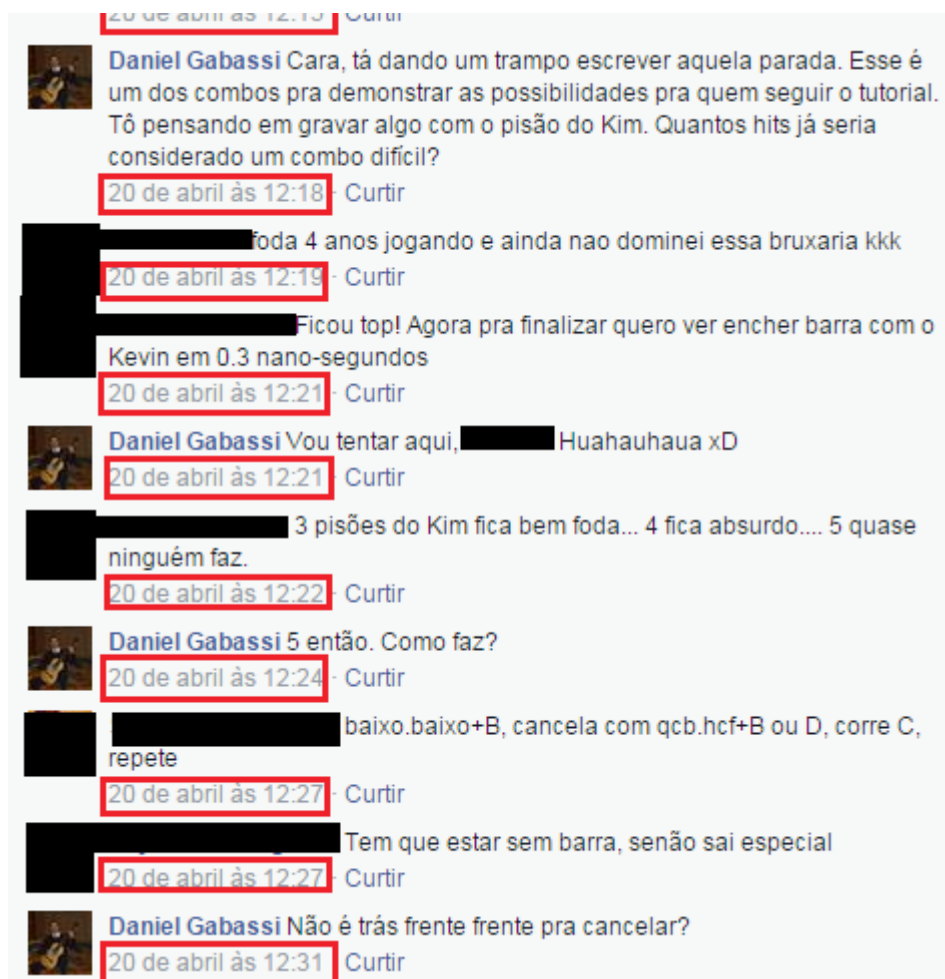 20 de abril às 12:15 Curtir
Daniel Gabassi Cara, tá dando um trampo escrever aquela parada. Esse é
um dos combos pra demonstrar as possibilidades pra quem seguir o tutorial.
Tô pensando em gravar algo com o pisão do Kim. Quantos hits já seria
considerado um combo difícil?
20 de abril às 12:18 · Curtir
foda 4 anos jogando e ainda nao dominei essa bruxaria kkk
20 de abril às 12:19 · Curtir
Ficou top! Agora pra finalizar quero ver encher barra com o
Kevin em 0.3 nano-segundos
20 de abril às 12:21 · Curtir
Daniel Gabassi Vou tentar aqui, Huahauhaua xD
20 de abril às 12:21 · Curtir
3 pisões do Kim fica bem foda... 4 fica absurdo.... 5 quase
ninguém faz.
20 de abril às 12:22 · Curtir
Daniel Gabassi 5 então. Como faz?
20 de abril às 12:24 · Curtir
baixo.baixo+B, cancela com qcb.hcf+B ou D, corre C,
repete
20 de abril às 12:27 · Curtir
Tem que estar sem barra, senão sai especial
20 de abril às 12:27 · Curtir
Daniel Gabassi Não é trás frente frente pra cancelar?
20 de abril às 12:31 Curtir